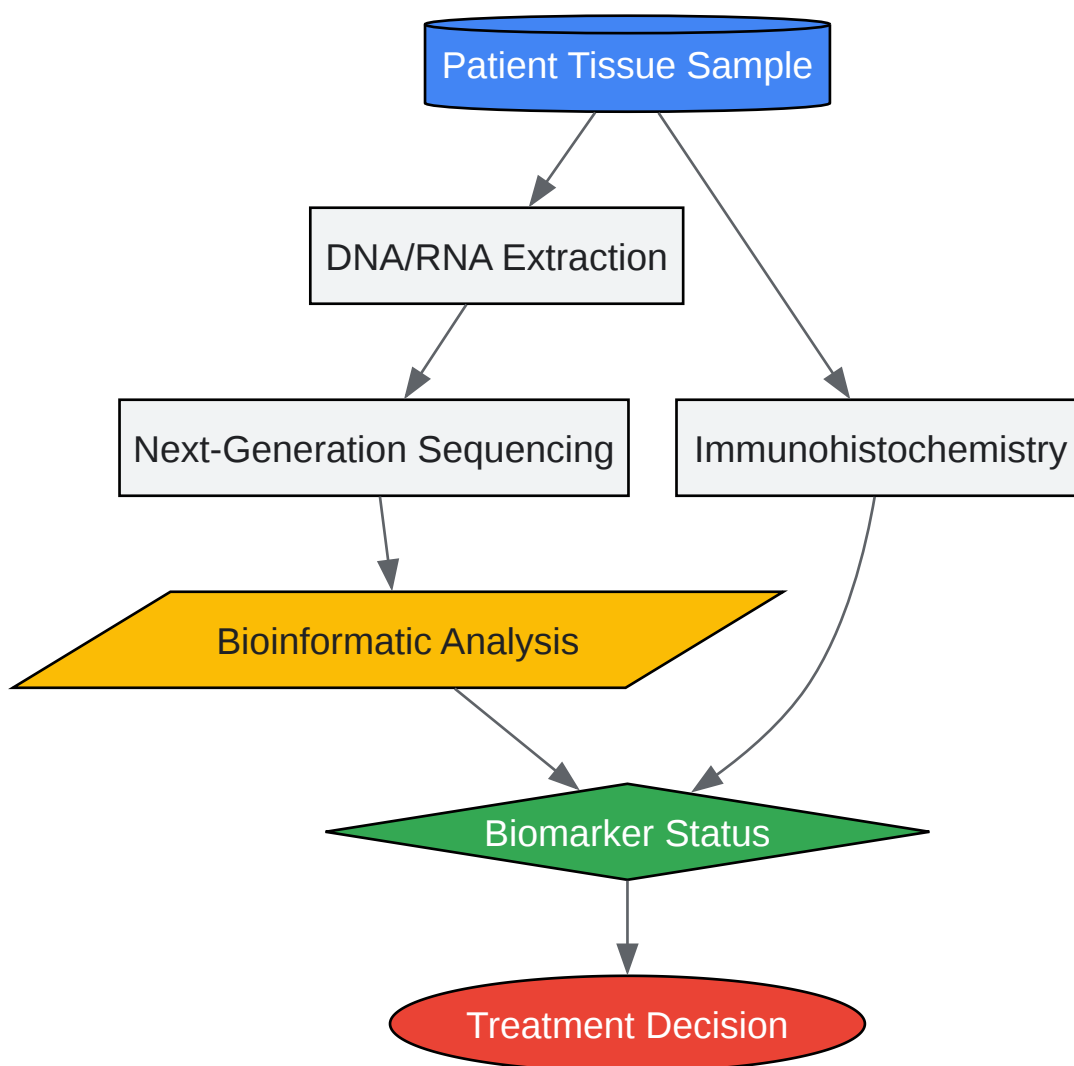 Patient Tissue Sample
DNA/RNA Extraction
Next-Generation Sequencing
Immunohistochemistry
Bioinformatic Analysis
Biomarker Status
Treatment Decision